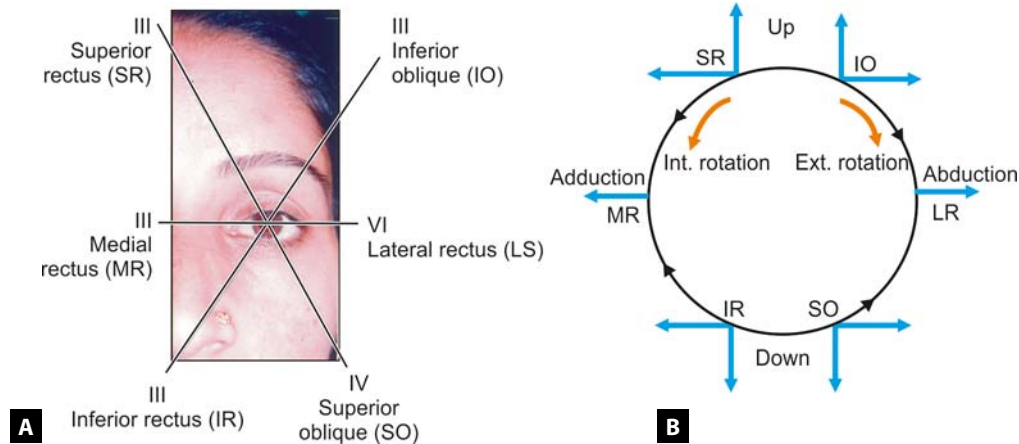 III
Superior
rectus (SR)
III
Inferior
oblique (IO)
III
Medial
rectus (MR)
VI
Lateral rectus (LS)
III
Inferior rectus (IR)
IV
Superior
oblique (SO)
A
Up
SR
IO
Int. rotation
Ext. rotation
Adduction
MR
Abduction
LR
IR
SO
Down
B